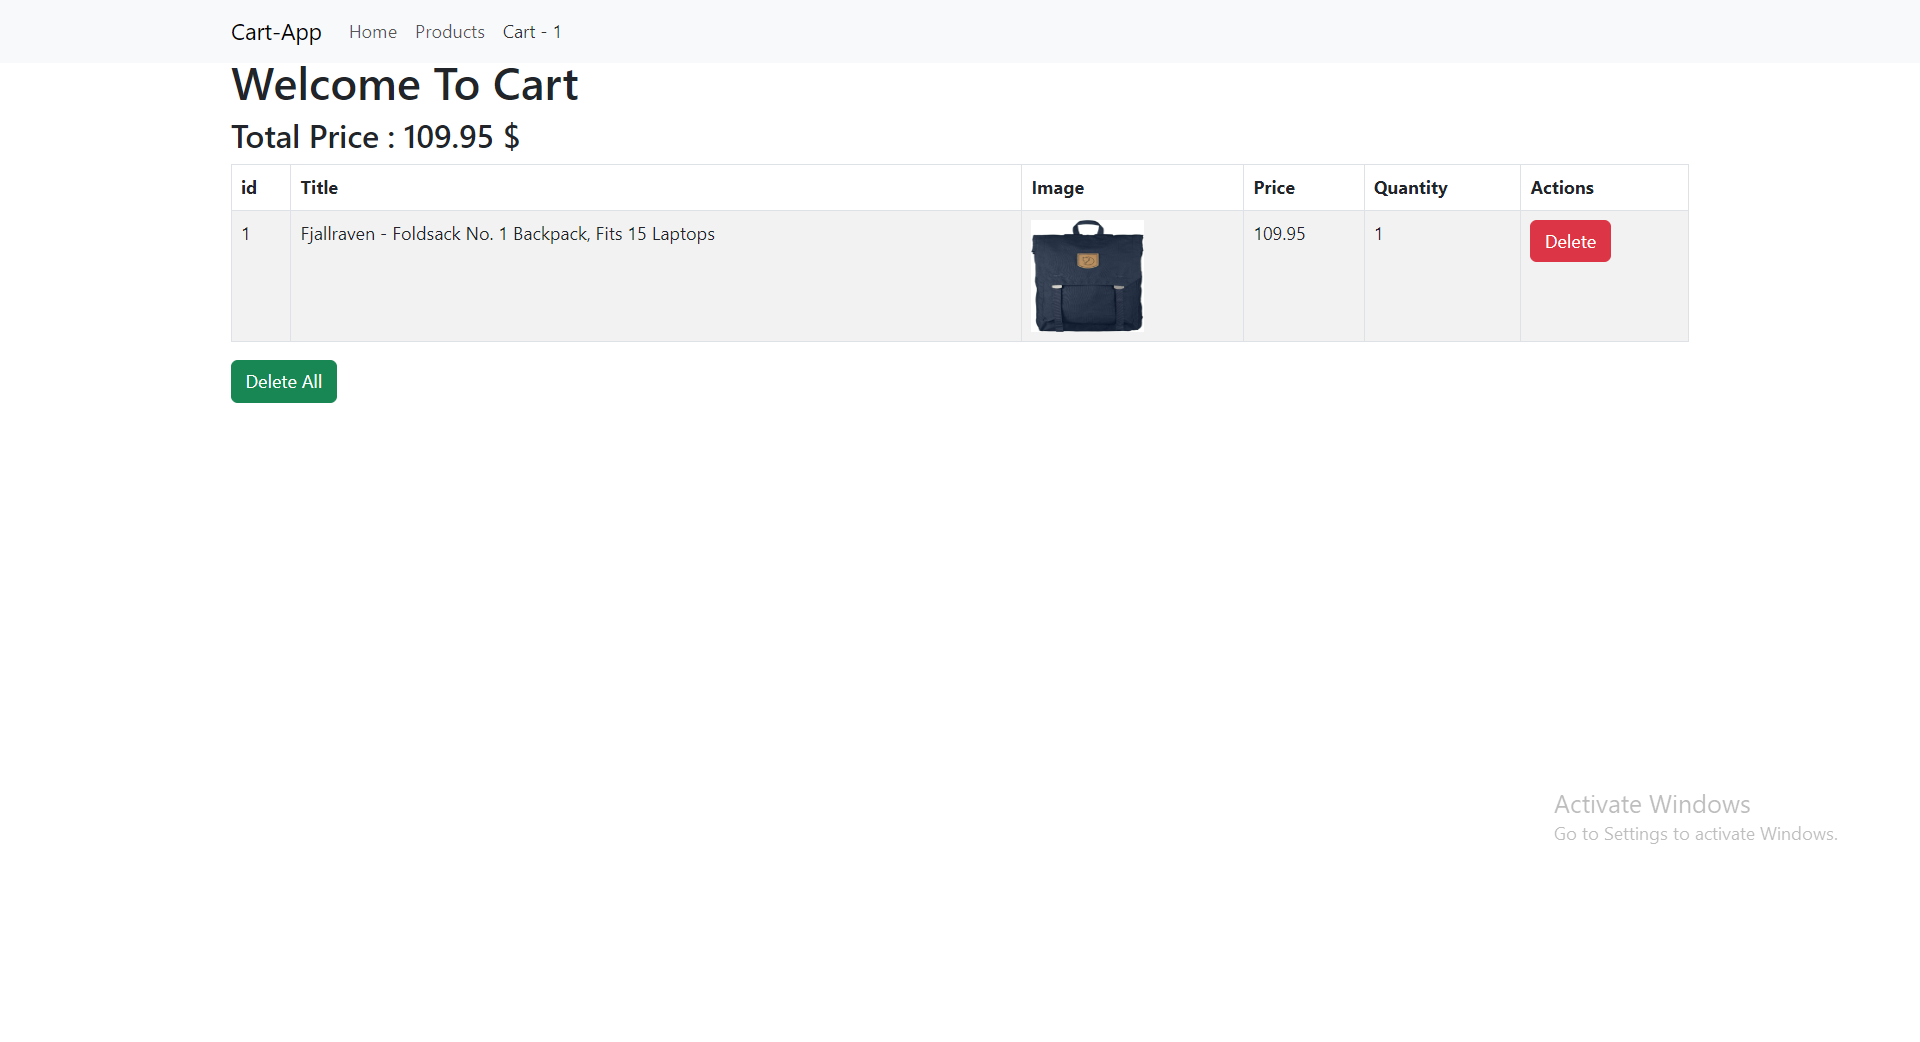 Cart-App Home Products Cart - 1
Welcome To Cart
Total Price : 109.95 $
id Title Image Price Quantity Actions
1 Fjallraven - Foldsack No. 1 Backpack, Fits 15 Laptops 109.95 1 Delete
Delete All
Activate Windows
Go to Settings to activate Windows.